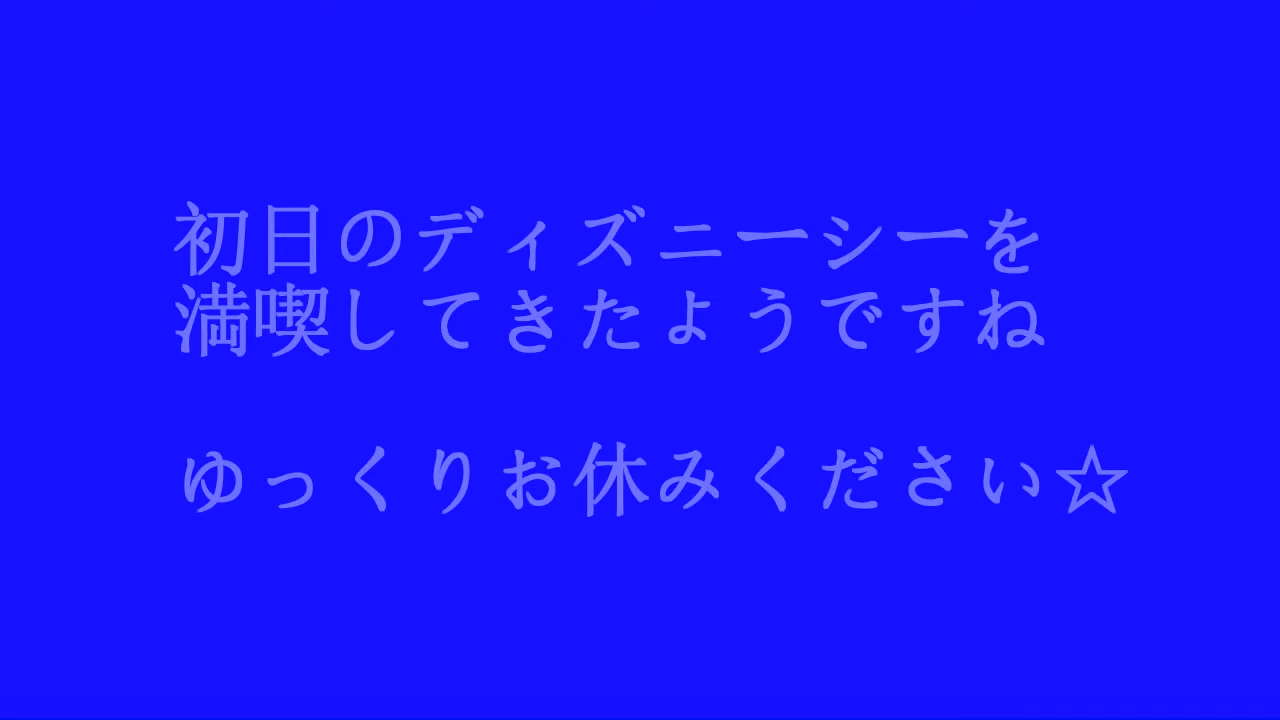 初日のディズニーシーを
満喫してきたようですね
ゆっくりお休みください☆